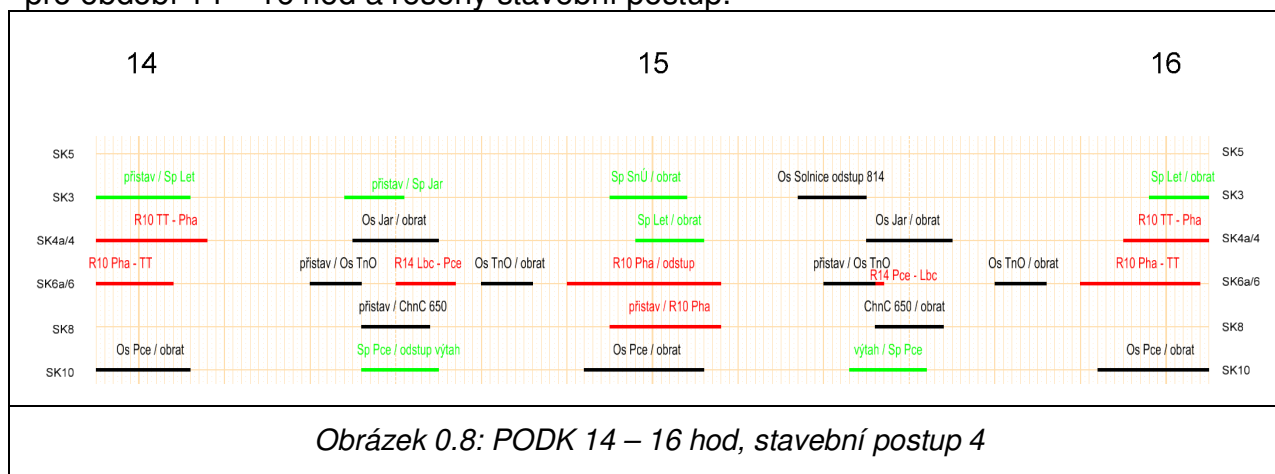 pro období 14 – 16 hod a řešený stavební postup.
14 15 16
SK5 SK5
přistav / Sp Let přistav / Sp Jar Sp SnÚ / obrat Os Solnice odstup 814 Sp Let / obrat
SK3 SK3
R10 TT - Pha Os Jar / obrat Sp Let / obrat Os Jar / obrat R10 TT - Pha
SK4a/4 SK4a/4
R10 Pha - TT přistav / Os TnO R14 Lbc - Pce Os TnO / obrat R10 Pha / odstup přistav / Os TnO R14 Pce - Lbc Os TnO / obrat R10 Pha - TT
SK6a/6 SK6a/6
přistav / ChnC 650 přistav / R10 Pha ChnC 650 / obrat
SK8 SK8
Os Pce / obrat Sp Pce / odstup výtah Os Pce / obrat výtah / Sp Pce Os Pce / obrat
SK10 SK10
Obrázek 0.8: PODK 14 – 16 hod, stavební postup 4